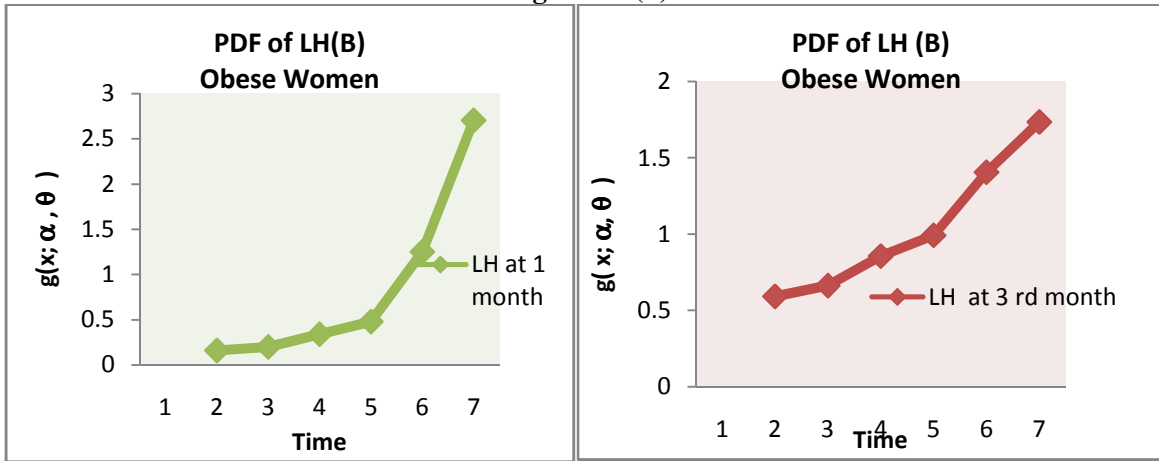 PDF of LH(B)
Obese Women
3
2.5
2
1.5
1
0.5
0
g(x; α , θ )
LH at 1
month
1 2 3 4 5 6 7
Time
PDF of LH (B)
Obese Women
2
1.5
1
0.5
0
g( x; α, θ )
LH at 3 rd month
1 2 3 4 5 6 7
Time